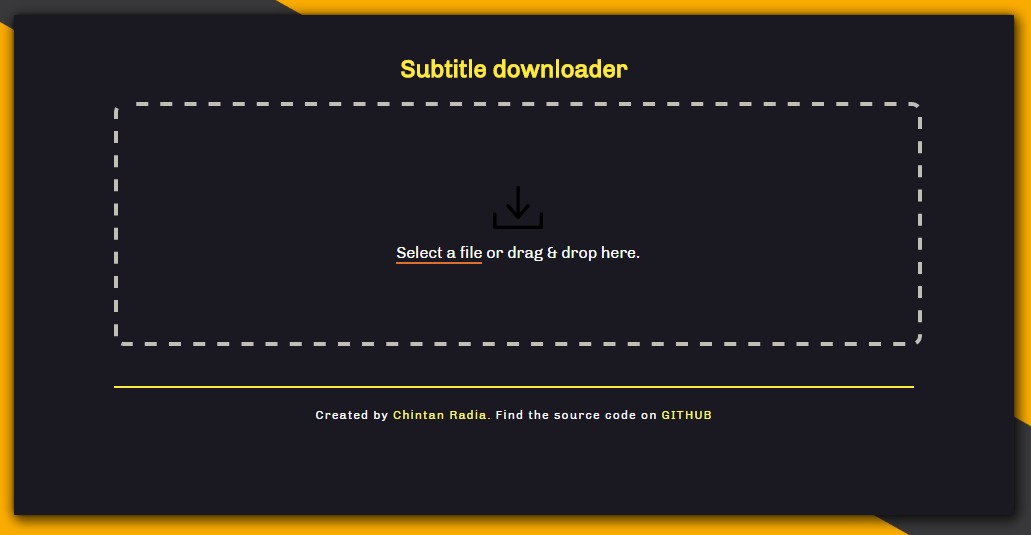 Subtitle downloader
Select a file or drag & drop here.
Created by Chintan Radia. Find the source code on GITHUB